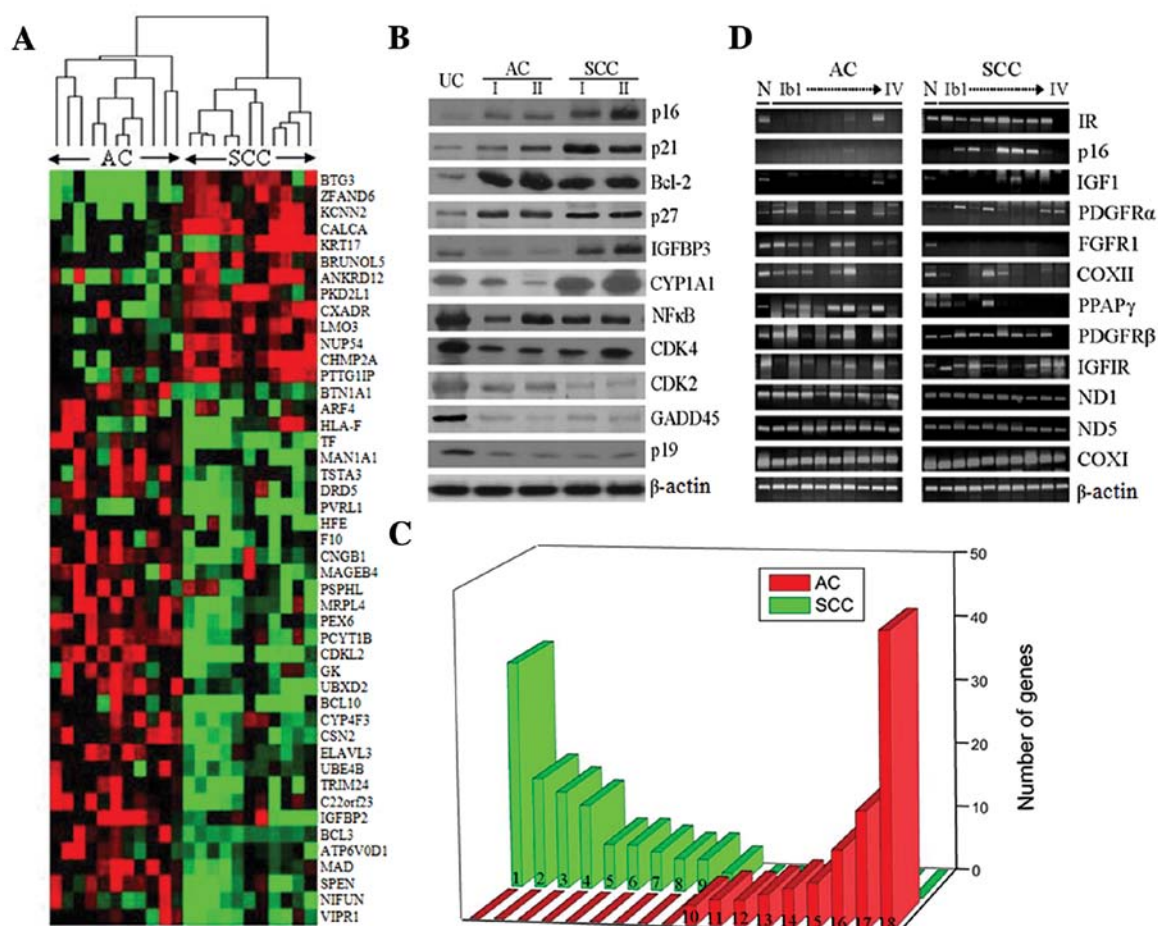 A
AC
SCC
BTG3
ZFAND6
KCNN2
CALCA
KRT17
BRUNOL5
ANKRD12
PKD2L1
CXADR
LMO3
NUP54
CHMP2A
PTTG1IP
BTN1A1
ARF4
HLA-F
TF
MAN1A1
TSTA3
DRD5
PVRL1
HFE
F10
CNGB1
MAGEB4
PSPHL
MRPL4
PEX6
PCYT1B
CDKL2
GK
UBXD2
BCL10
CYP4F3
CSN2
ELAVL3
UBE4B
TRIM24
C22orf23
IGFBP2
BCL3
ATP6V0D1
MAD
SPEN
NIFUN
VIPR1
B
UC AC SCC
I II I II
p16
p21
Bcl-2
p27
IGFBP3
CYP1A1
NFκB
CDK4
CDK2
GADD45
p19
β-actin
D
AC SCC
N Ib1 IV N Ib1 IV
IR
p16
IGF1
PDGFRα
FGFR1
COXII
PPAPγ
PDGFRβ
IGFIR
ND1
ND5
COXI
β-actin
C
AC
SCC
50
40
30
20
10
0
Number of genes
1 2 3 4 5 6 7 8 9
10 11 12 13 14 15 16 17 18